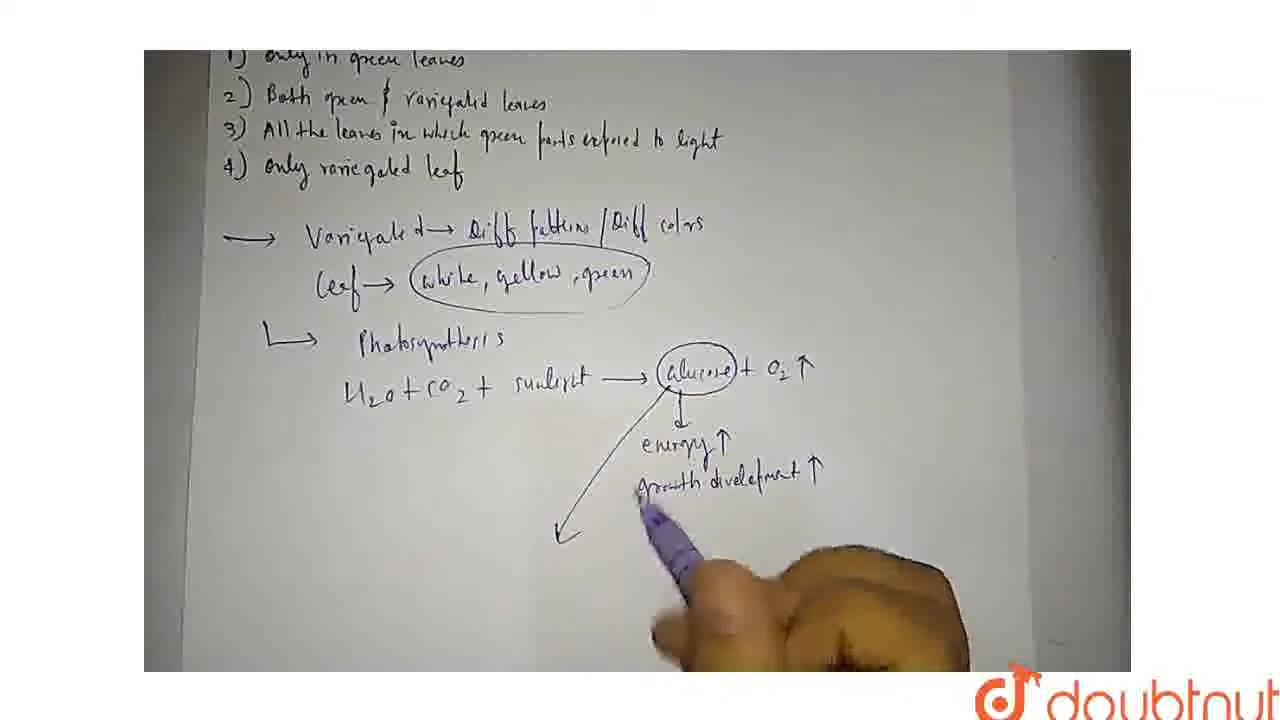 1) Only in green leaves
2) Both green & variegated leaves
3) All the leaves in which green parts exposed to light
4) Only variegated leaf
Variegated → Diff patterns / Diff colors
leaf → white, yellow, green
Photosynthesis
H₂O + CO₂ + sunlight → Glucose + O₂ ↑
energy ↑
growth development ↑
doubtnut